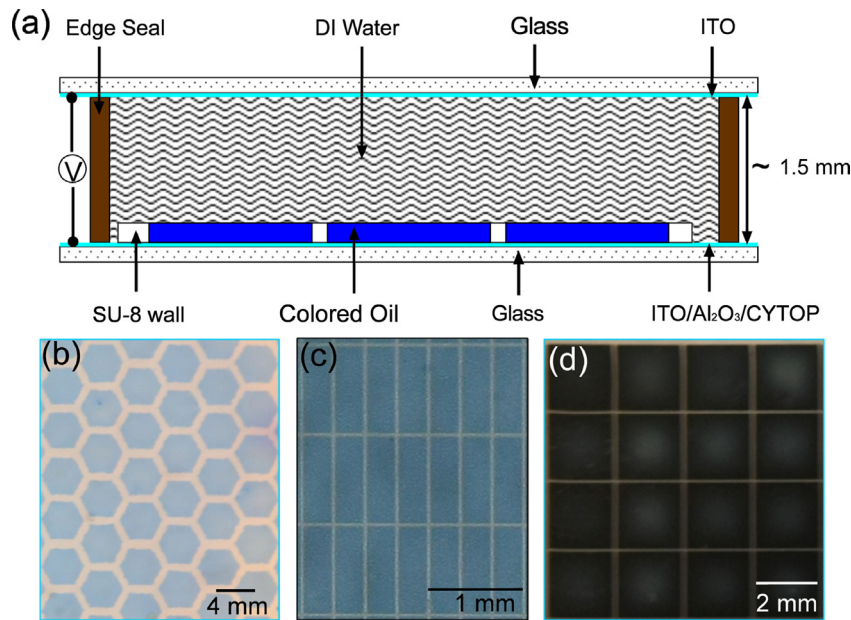 (a)
Edge Seal
DI Water
Glass
ITO
V
~ 1.5 mm
SU-8 wall
Colored Oil
Glass
ITO/Al₂O₃/CYTOP
(b)
4 mm
(c)
1 mm
(d)
2 mm